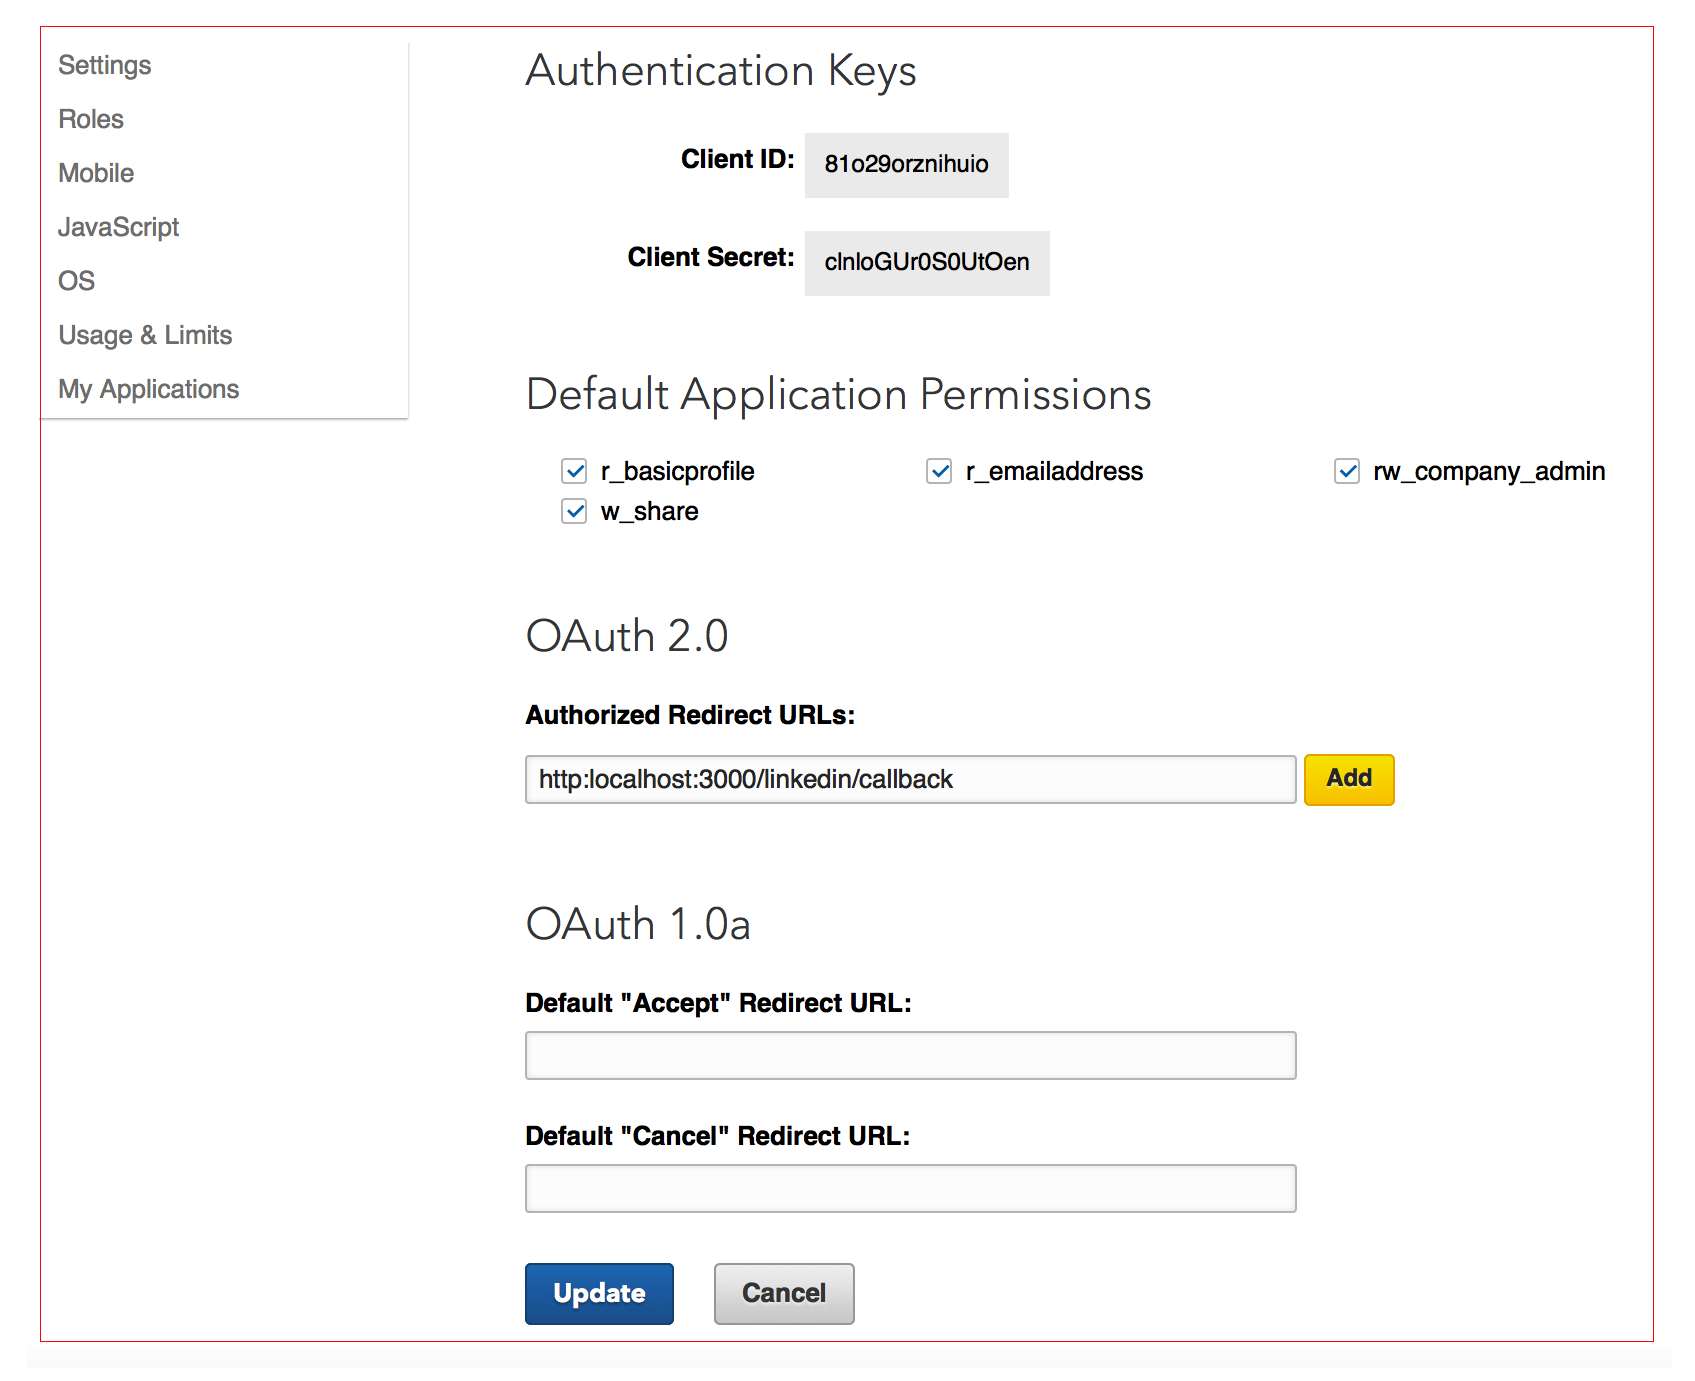 Settings
Roles
Mobile
JavaScript
OS
Usage & Limits
My Applications
Authentication Keys
Client ID: 81o29orznihuio
Client Secret: clnloGUr0S0UtOen
Default Application Permissions
r_basicprofile r_emailaddress rw_company_admin
w_share
OAuth 2.0
Authorized Redirect URLs:
http:localhost:3000/linkedin/callback Add
OAuth 1.0a
Default "Accept" Redirect URL:
Default "Cancel" Redirect URL:
Update Cancel